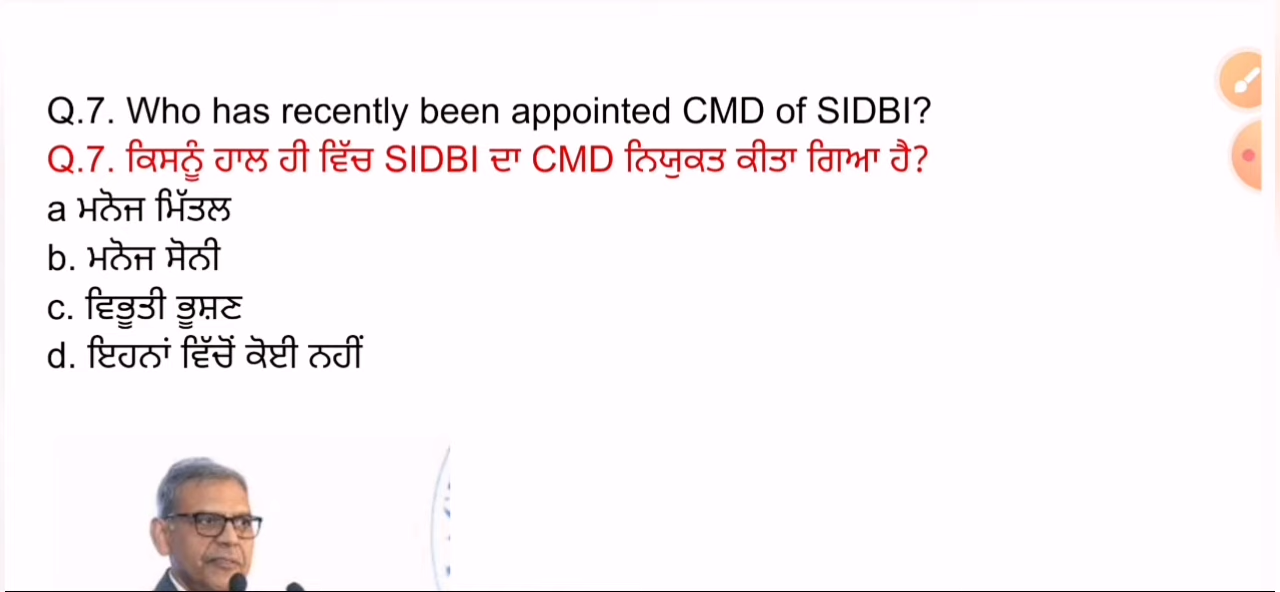 Q.7. Who has recently been appointed CMD of SIDBI?
Q.7. ਕਿਸਨੂੰ ਹਾਲ ਹੀ ਵਿੱਚ SIDBI ਦਾ CMD ਨਿਯੁਕਤ ਕੀਤਾ ਗਿਆ ਹੈ?
a ਮਨੋਜ ਮਿੱਤਲ
b. ਮਨੋਜ ਸੋਨੀ
c. ਵਿਭੂਤੀ ਭੂਸ਼ਣ
d. ਇਹਨਾਂ ਵਿੱਚੋਂ ਕੋਈ ਨਹੀਂ